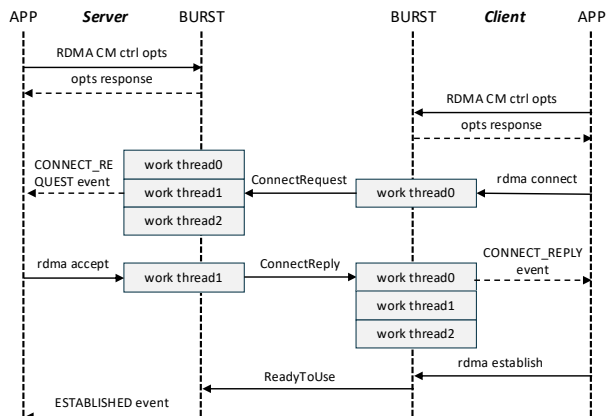 APP Server BURST BURST Client APP
RDMA CM ctrl opts
opts response
RDMA CM ctrl opts
opts response
CONNECT_RE
QUEST event
work thread0
work thread1
work thread2
ConnectRequest
work thread0
rdma connect
rdma accept
work thread1
ConnectReply
work thread0
work thread1
work thread2
CONNECT_REPLY
event
rdma establish
ReadyToUse
ESTABLISHED event